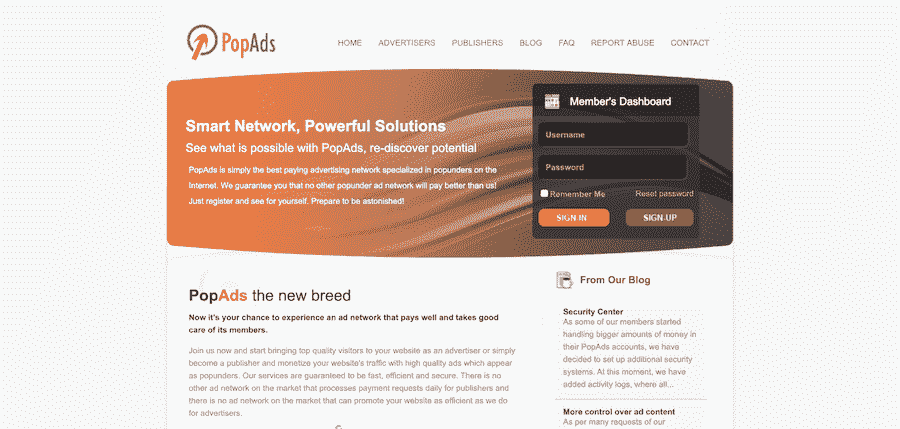 PopAds
HOME ADVERTISERS PUBLISHERS BLOG FAQ REPORT ABUSE CONTACT
Smart Network, Powerful Solutions
See what is possible with PopAds, re-discover potential
PopAds is simply the best paying advertising network specialized in popunders on the
Internet. We guarantee you that no other popunder ad network will pay better than us!
Just register and see for yourself. Prepare to be astonished!
Member's Dashboard
Username
Password
Remember Me Reset password
SIGN IN SIGN-UP
PopAds the new breed
Now it's your chance to experience an ad network that pays well and takes good
care of its members.
Join us now and start bringing top quality visitors to your website as an advertiser or simply
become a publisher and monetize your website's traffic with high quality ads which appear
as popunders. Our services are guaranteed to be fast, efficient and secure. There is no
other ad network on the market that processes payment requests daily for publishers and
there is no ad network on the market that can promote your website as efficient as we do
for advertisers.
From Our Blog
Security Center
As some of our members started
handling bigger amounts of money in
their PopAds accounts, we have
decided to set up additional security
systems. At this moment, we have
added activity logs, where all...
More control over ad content
As per many requests of our